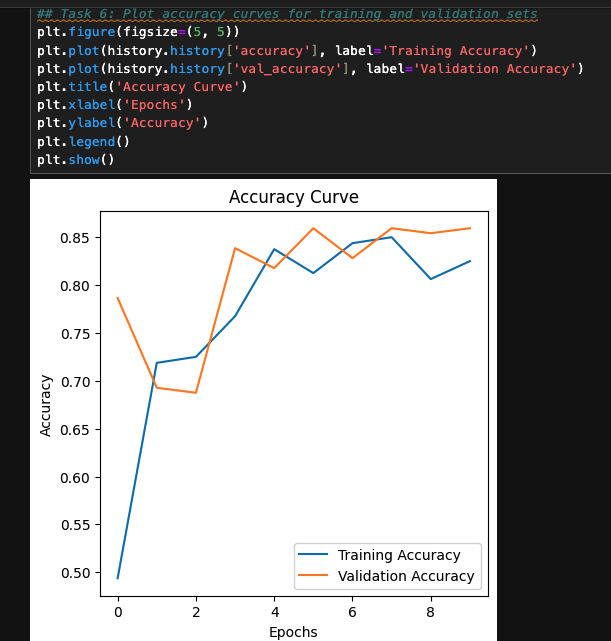 ## Task 6: Plot accuracy curves for training and validation sets
plt.figure(figsize=(5, 5))
plt.plot(history.history['accuracy'], label='Training Accuracy')
plt.plot(history.history['val_accuracy'], label='Validation Accuracy')
plt.title('Accuracy Curve')
plt.xlabel('Epochs')
plt.ylabel('Accuracy')
plt.legend()
plt.show()
Accuracy Curve
0.85
0.80
0.75
0.70
0.65
0.60
0.55
0.50
Accuracy
Training Accuracy
Validation Accuracy
0 2 4 6 8
Epochs